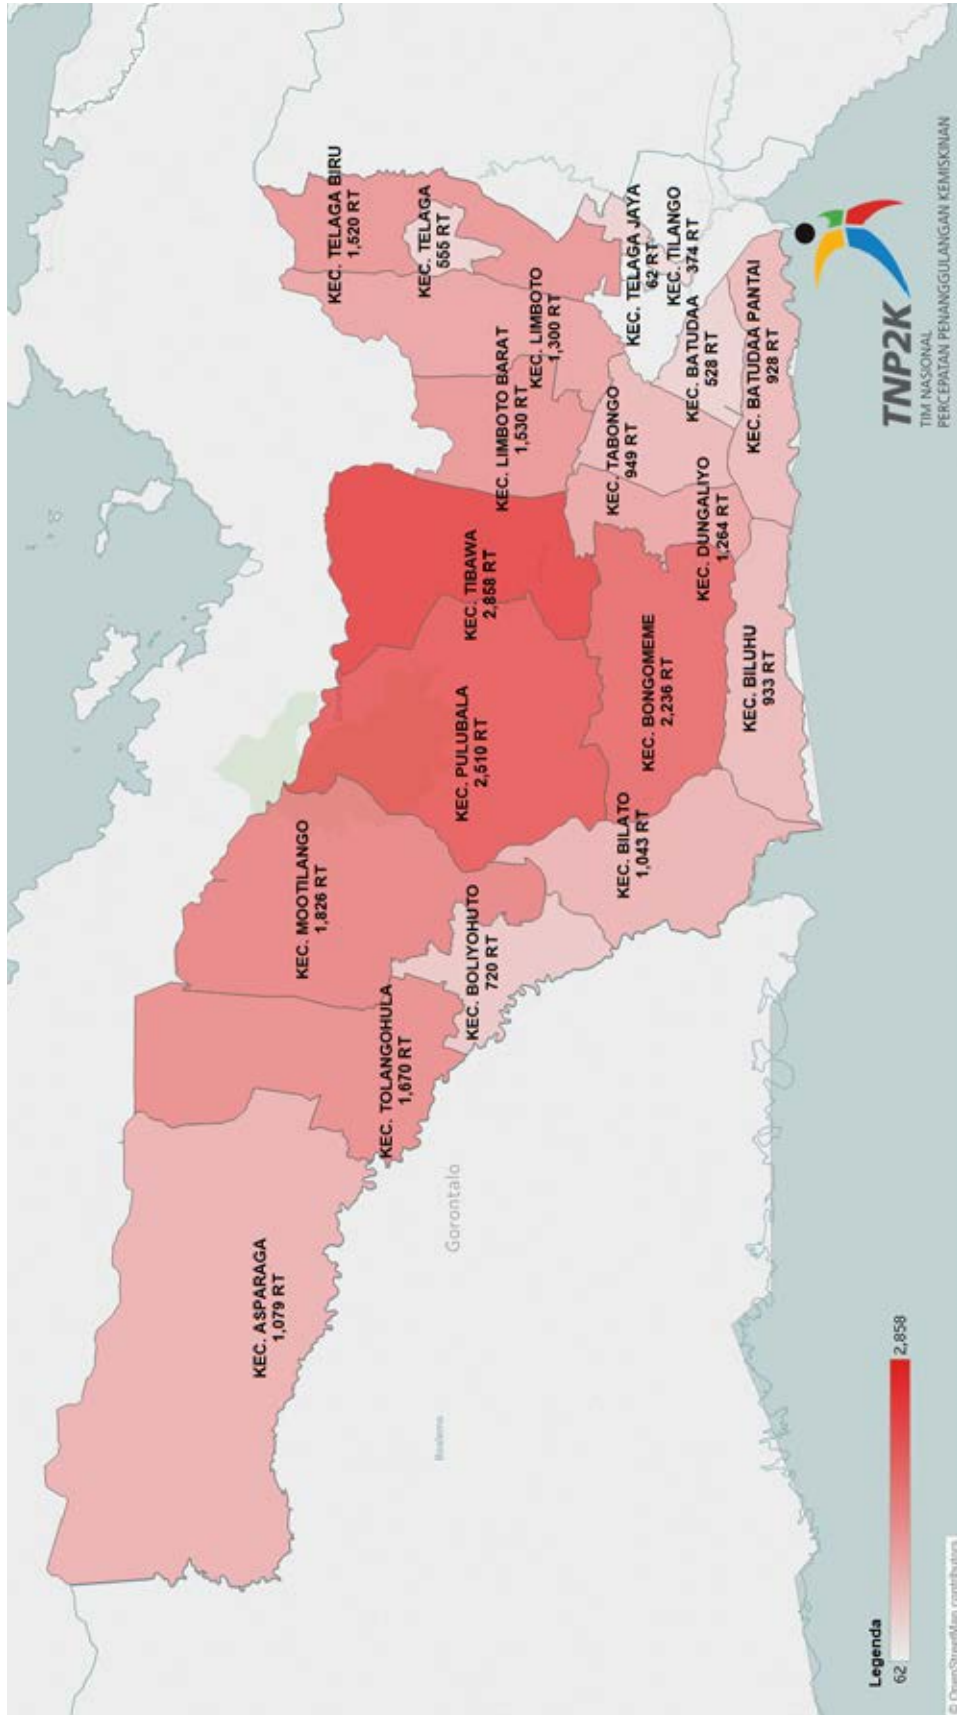 KEC. TELAGA BIRU
1,520 RT
KEC. TELAGA
555 RT
KEC. LIMBOTO
1,300 RT
KEC. LIMBOTO BARAT
1,530 RT
KEC. TELAGA JAYA
62 RT
KEC. TILANGO
374 RT
KEC. BATUDAA
528 RT
KEC. BATUDAA PANTAI
928 RT
KEC. TABONGO
949 RT
KEC. DUNGALIYO
1,264 RT
KEC. TIBAWA
2,858 RT
KEC. PULUBALA
2,510 RT
KEC. BONGOMEME
2,236 RT
KEC. BILUHU
933 RT
KEC. BILATO
1,043 RT
KEC. MOOTILANGO
1,826 RT
KEC. BOLIYOHUTO
720 RT
KEC. TOLANGOHULA
1,670 RT
KEC. ASPARAGA
1,079 RT
Gorontalo
Boalemo
TNP2K
TIM NASIONAL
PERCEPATAN PENANGGULANGAN KEMISKINAN
Legenda
62 2,858
© OpenStreetMap contributors